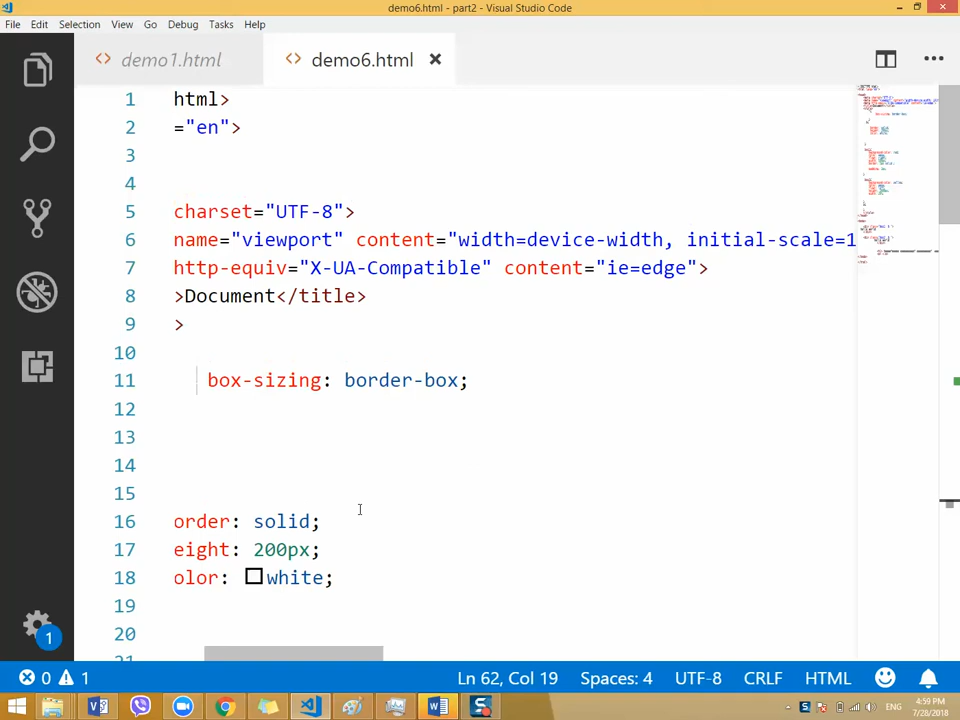 demo6.html - part2 - Visual Studio Code
File Edit Selection View Go Debug Tasks Help
<> demo1.html <> demo6.html
1 html>
2 ="en">
3
4
5 charset="UTF-8">
6 name="viewport" content="width=device-width, initial-scale=1
7 http-equiv="X-UA-Compatible" content="ie=edge">
8 >Document</title>
9 >
10
11 box-sizing: border-box;
12
13
14
15
16 order: solid;
17 eight: 200px;
18 olor: white;
19
20
21
1
0 1 Ln 62, Col 19 Spaces: 4 UTF-8 CRLF HTML
ENG 4:59 PM
7/28/2018